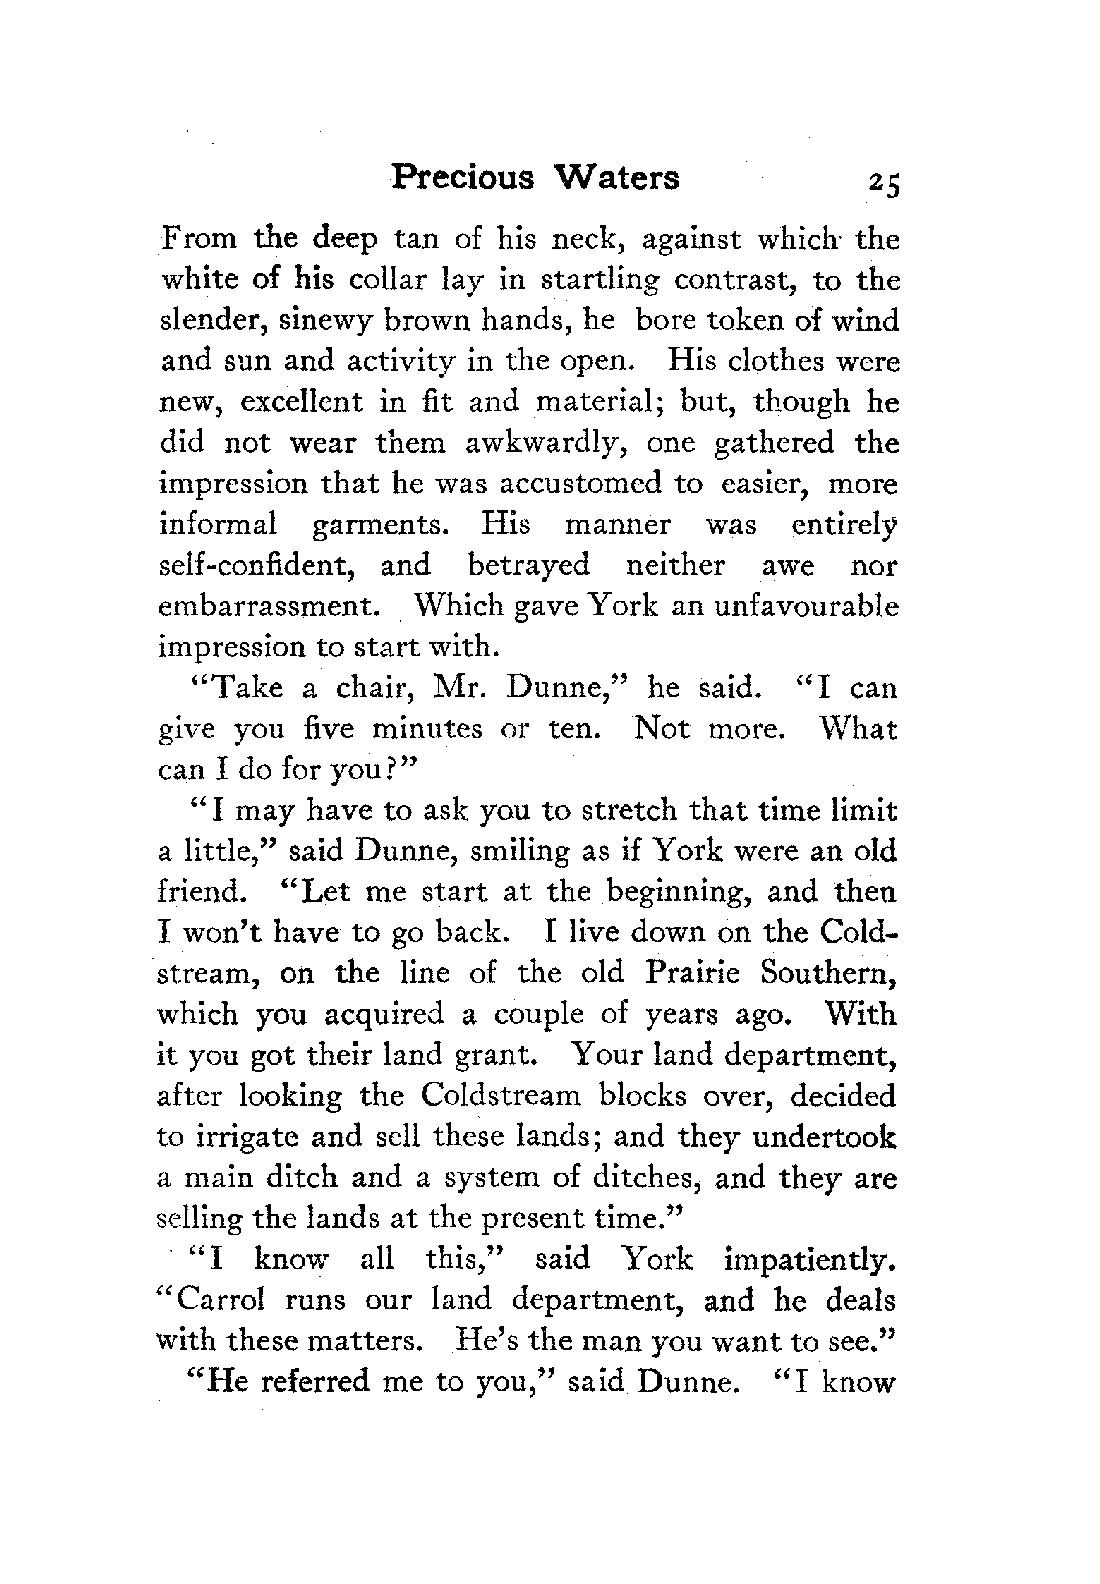 Precious Waters 25
From the deep tan of his neck, against which the
white of his collar lay in startling contrast, to the
slender, sinewy brown hands, he bore token of wind
and sun and activity in the open. His clothes were
new, excellent in fit and material; but, though he
did not wear them awkwardly, one gathered the
impression that he was accustomed to easier, more
informal garments. His manner was entirely
self-confident, and betrayed neither awe nor
embarrassment. Which gave York an unfavourable
impression to start with.
“Take a chair, Mr. Dunne,” he said. “I can
give you five minutes or ten. Not more. What
can I do for you?”
“I may have to ask you to stretch that time limit
a little,” said Dunne, smiling as if York were an old
friend. “Let me start at the beginning, and then
I won’t have to go back. I live down on the Cold-
stream, on the line of the old Prairie Southern,
which you acquired a couple of years ago. With
it you got their land grant. Your land department,
after looking the Coldstream blocks over, decided
to irrigate and sell these lands; and they undertook
a main ditch and a system of ditches, and they are
selling the lands at the present time.”
“I know all this,” said York impatiently.
“Carrol runs our land department, and he deals
with these matters. He’s the man you want to see.”
“He referred me to you,” said Dunne. “I know